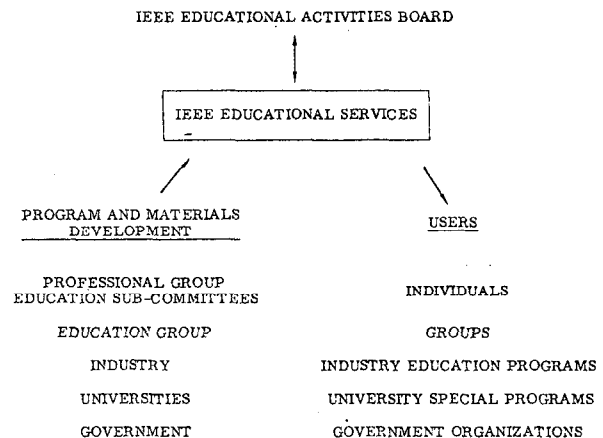 IEEE EDUCATIONAL ACTIVITIES BOARD
IEEE EDUCATIONAL SERVICES
PROGRAM AND MATERIALS
DEVELOPMENT
PROFESSIONAL GROUP
EDUCATION SUB-COMMITTEES
EDUCATION GROUP
INDUSTRY
UNIVERSITIES
GOVERNMENT
USERS
INDIVIDUALS
GROUPS
INDUSTRY EDUCATION PROGRAMS
UNIVERSITY SPECIAL PROGRAMS
GOVERNMENT ORGANIZATIONS